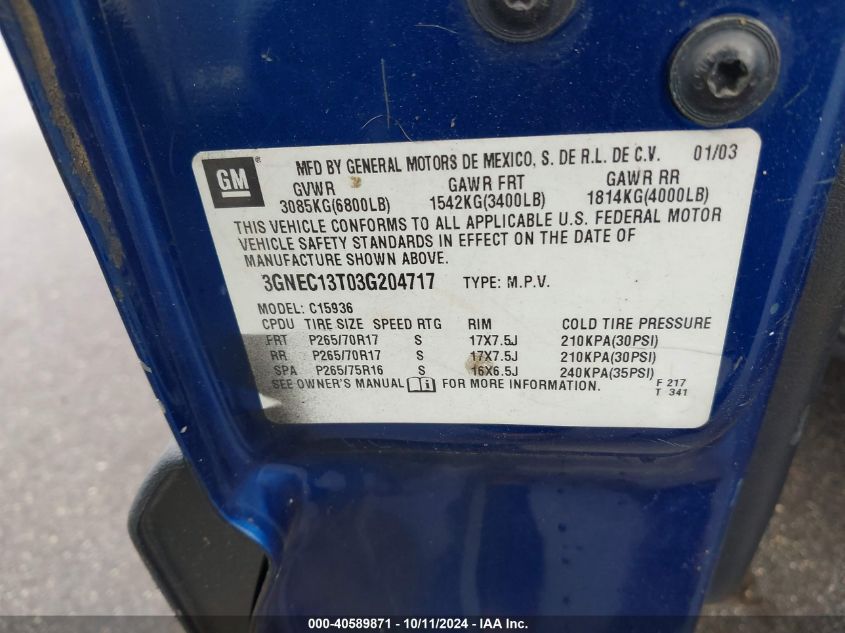 GM®
MFD BY GENERAL MOTORS DE MEXICO, S. DE R.L. DE C.V. 01/03
GVWR GAWR FRT GAWR RR
3085KG(6800LB) 1542KG(3400LB) 1814KG(4000LB)
THIS VEHICLE CONFORMS TO ALL APPLICABLE U.S. FEDERAL MOTOR
VEHICLE SAFETY STANDARDS IN EFFECT ON THE DATE OF
MANUFACTURE SHOWN ABOVE.
3GNEC13T03G204717 TYPE: M.P.V.
MODEL: C15936
CPDU TIRE SIZE SPEED RTG RIM COLD TIRE PRESSURE
FRT P265/70R17 S 17X7.5J 210KPA(30PSI)
RR P265/70R17 S 17X7.5J 210KPA(30PSI)
SPA P265/75R16 S 16X6.5J 240KPA(35PSI)
SEE OWNER'S MANUAL i FOR MORE INFORMATION. F 217
T 341
000-40589871 - 10/11/2024 - IAA Inc.